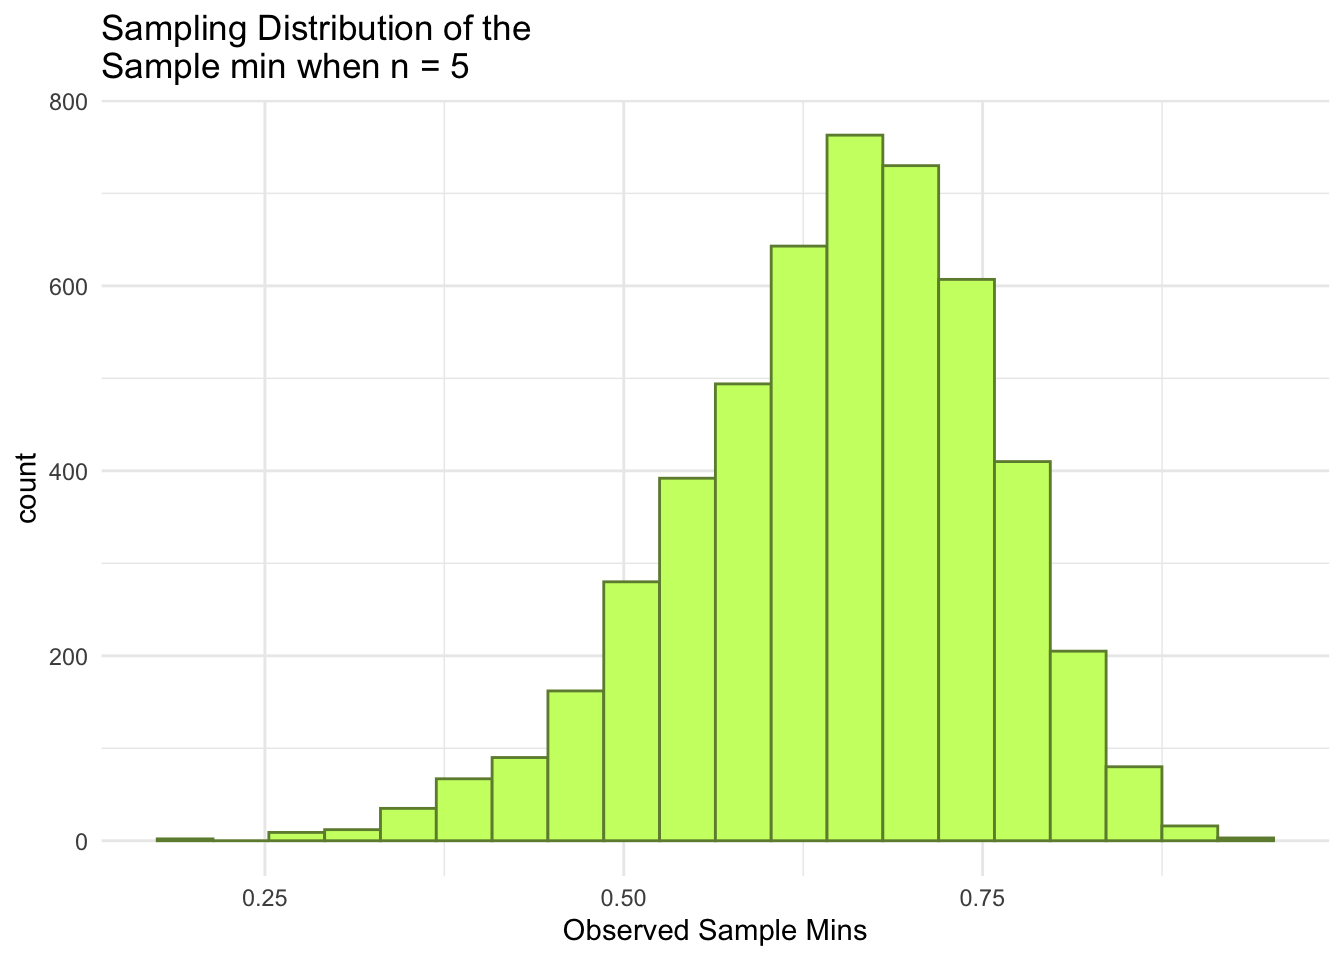 Sampling Distribution of the
Sample min when n = 5
800
600
400
200
0
count
0.25 0.50 0.75
Observed Sample Mins